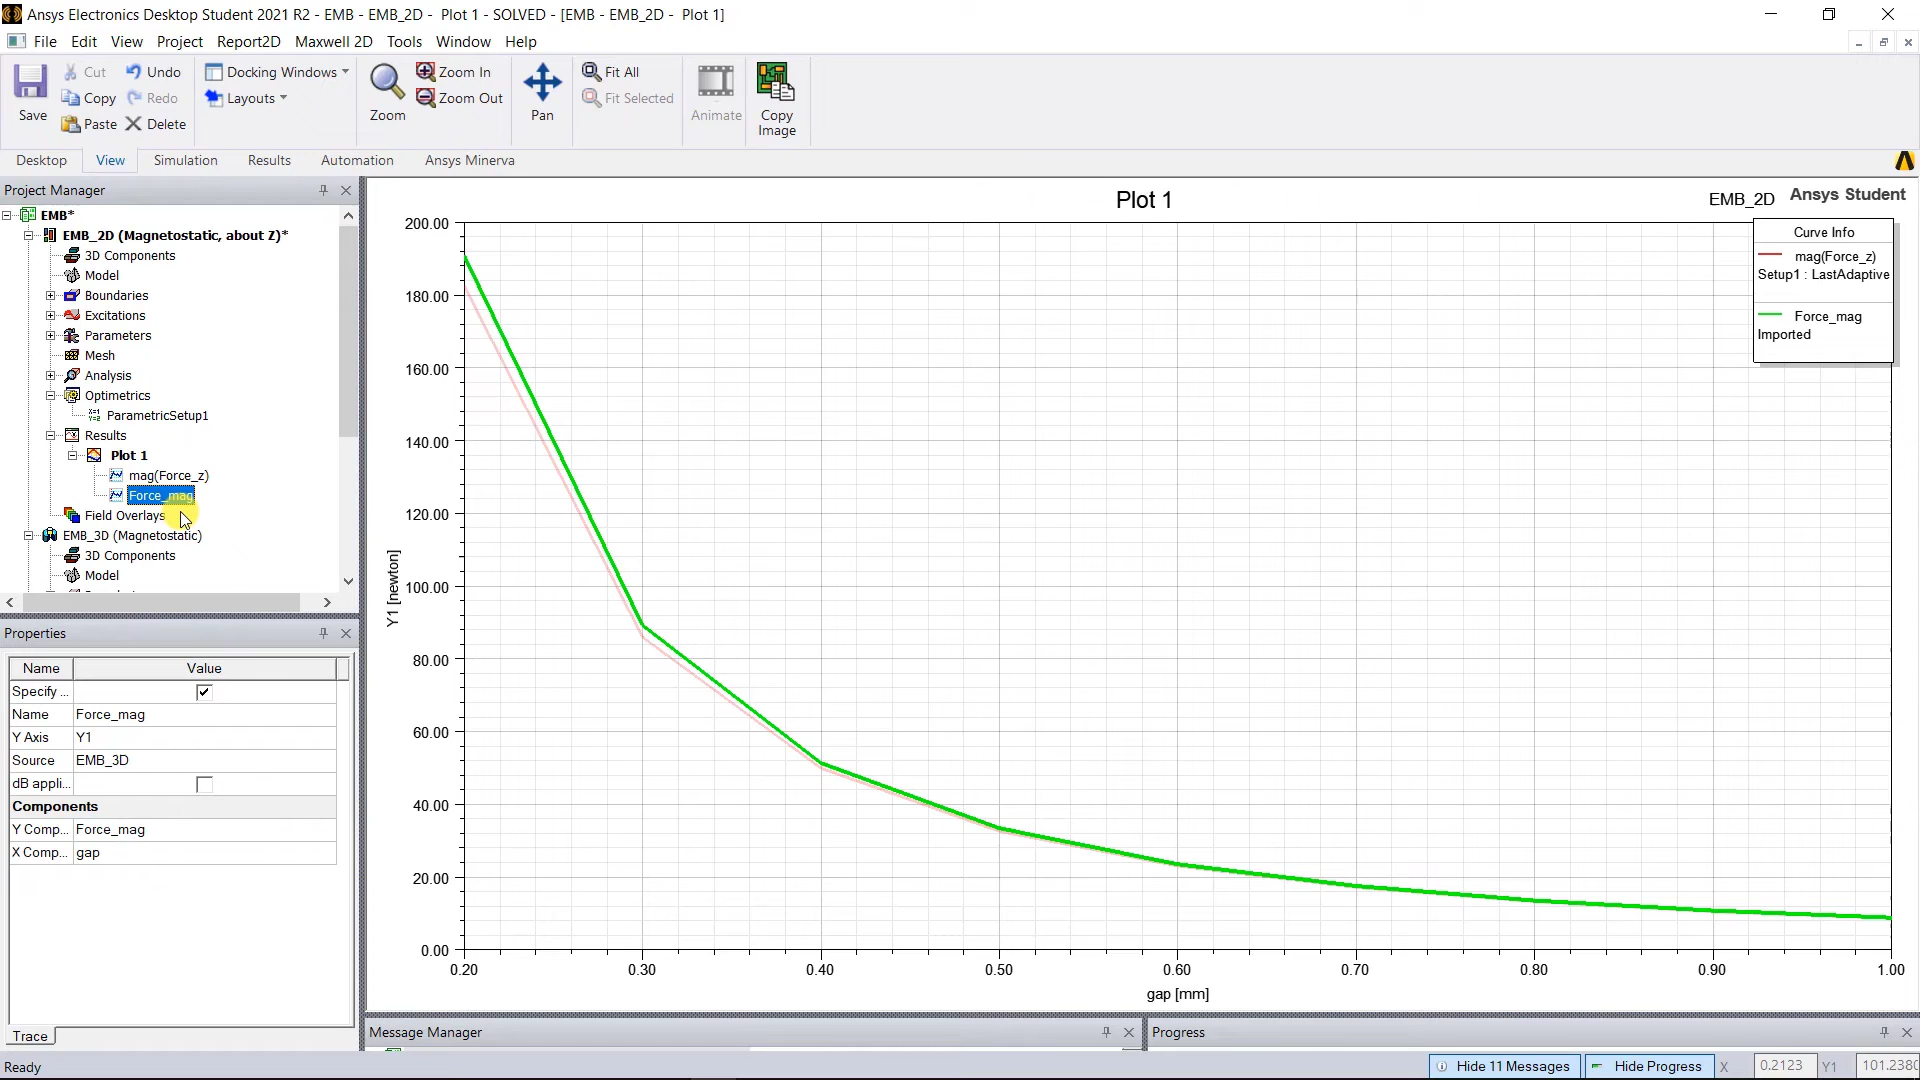 Ansys Electronics Desktop Student 2021 R2 - EMB - EMB_2D - Plot 1 - SOLVED - [EMB - EMB_2D - Plot 1]
File Edit View Project Report2D Maxwell 2D Tools Window Help
Save
Cut
Undo
Copy
Redo
Paste
Delete
Docking Windows
Layouts
Zoom
Zoom In
Zoom Out
Pan
Fit All
Fit Selected
Animate
Copy
Image
Desktop View Simulation Results Automation Ansys Minerva
Project Manager
EMB*
EMB_2D (Magnetostatic, about Z)*
3D Components
Model
Boundaries
Excitations
Parameters
Mesh
Analysis
Optimetrics
ParametricSetup1
Results
Plot 1
mag(Force_z)
Force_mag
Field Overlays
EMB_3D (Magnetostatic)
3D Components
Model
Properties
Name Value
Specify ...
Name Force_mag
Y Axis Y1
Source EMB_3D
dB appli...
Components
Y Comp... Force_mag
X Comp... gap
Trace
Plot 1
EMB_2D
Ansys Student
Curve Info
mag(Force_z)
Setup1 : LastAdaptive
Force_mag
Imported
200.00
180.00
160.00
140.00
120.00
100.00
80.00
60.00
40.00
20.00
0.00
Y1 [newton]
0.20 0.30 0.40 0.50 0.60 0.70 0.80 0.90 1.00
gap [mm]
Message Manager
Progress
Ready
Hide 11 Messages
Hide Progress
X 0.2123
Y1 101.2380